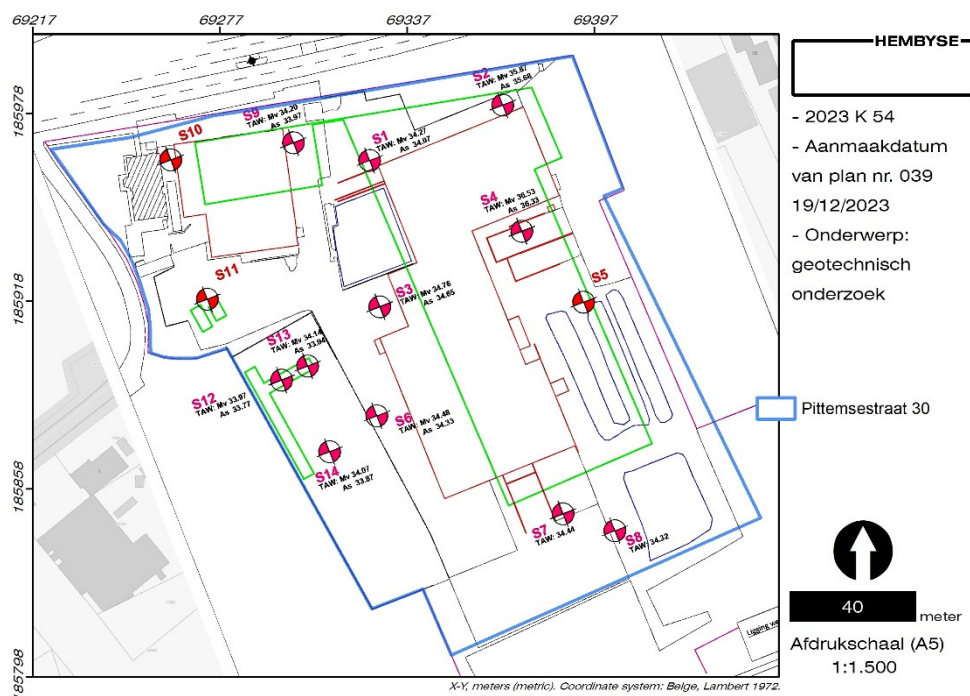 69217
69277
69337
69397
185978
185918
185858
185798
HEMBYSE
- 2023 K 54
- Aanmaakdatum
van plan nr. 039
19/12/2023
- Onderwerp:
geotechnisch
onderzoek
S2
TAW: Mv 35.87
As 35.68
S9
TAW: Mv 34.20
As 33.97
S10
S1
TAW: Mv 34.27
As 34.07
S4
TAW: Mv 36.53
As 36.33
S11
S5
S3
TAW: Mv 34.76
As 34.65
S13
TAW: Mv 34.14
As 33.94
S12
TAW: Mv 33.97
As 33.77
S6
TAW: Mv 34.48
As 34.33
S14
TAW: Mv 34.07
As 33.87
S7
TAW: 34.44
S8
TAW: 34.32
Pittemsestraat 30
40
meter
Afdrukschaal (A5)
1:1.500
Ligging
X-Y, meters (metric). Coordinate system: Belge, Lambert 1972.